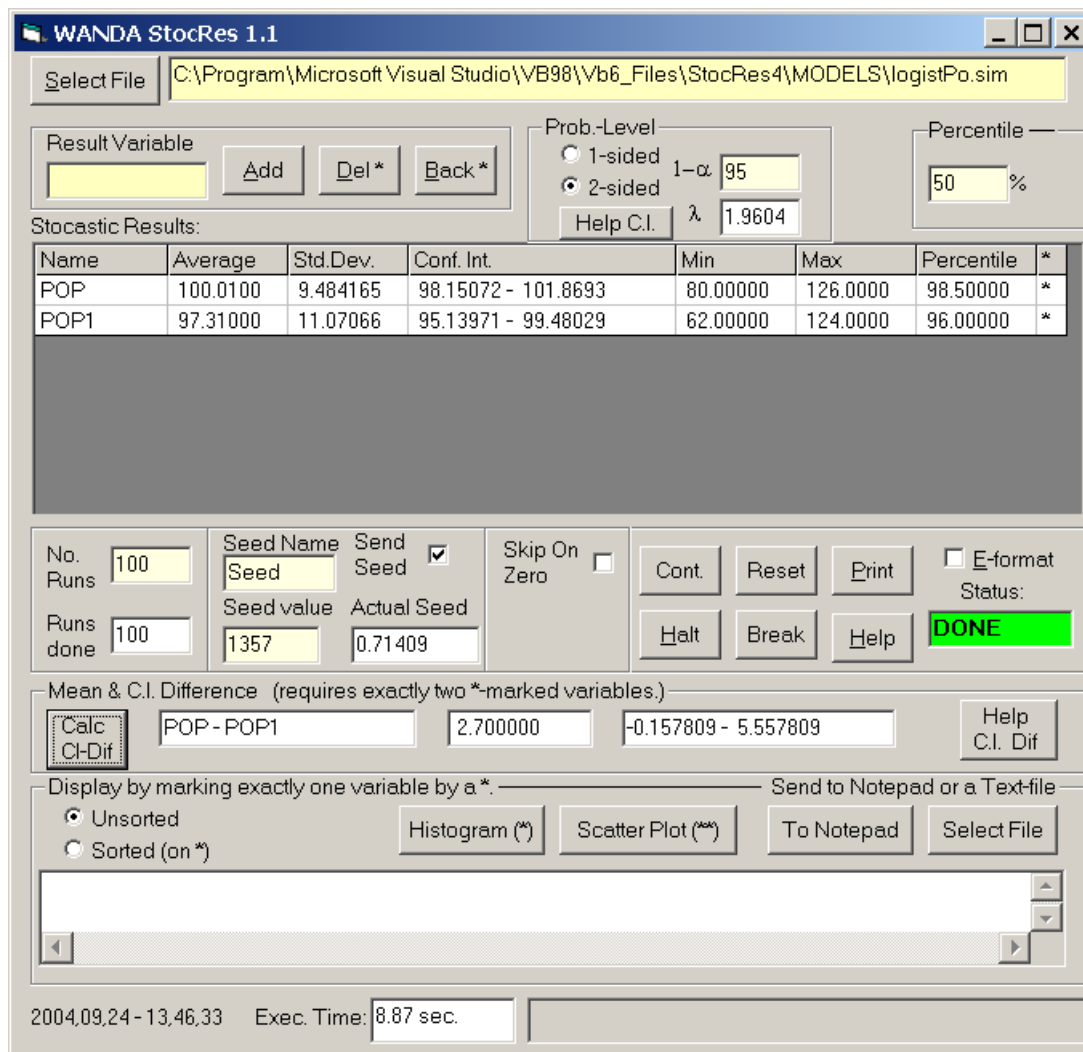 WANDA StocRes 1.1
Select File C:\Program\Microsoft Visual Studio\VB98\Vb6_Files\StocRes4\MODELS\logistPo.sim
Result Variable
Add Del * Back *
Prob.-Level
1-sided
2-sided
1-α 95
Help C.I. λ 1.9604
Percentile
50 %
Stocastic Results:
Name Average Std.Dev. Conf. Int. Min Max Percentile *
POP 100.0100 9.484165 98.15072 - 101.8693 80.00000 126.0000 98.50000 *
POP1 97.31000 11.07066 95.13971 - 99.48029 62.00000 124.0000 96.00000 *
No. Runs 100
Runs done 100
Seed Name Send Seed
Seed
Seed value Actual Seed
1357 0.71409
Skip On Zero
Cont. Reset Print
Halt Break Help
E-format
Status:
DONE
Mean & C.I. Difference (requires exactly two *-marked variables.)
Calc CI-Dif POP - POP1 2.700000 -0.157809 - 5.557809 Help C.I. Dif
Display by marking exactly one variable by a *. Send to Notepad or a Text-file
Unsorted
Sorted (on *)
Histogram (*) Scatter Plot (**) To Notepad Select File
2004,09,24 - 13,46,33 Exec. Time: 8.87 sec.